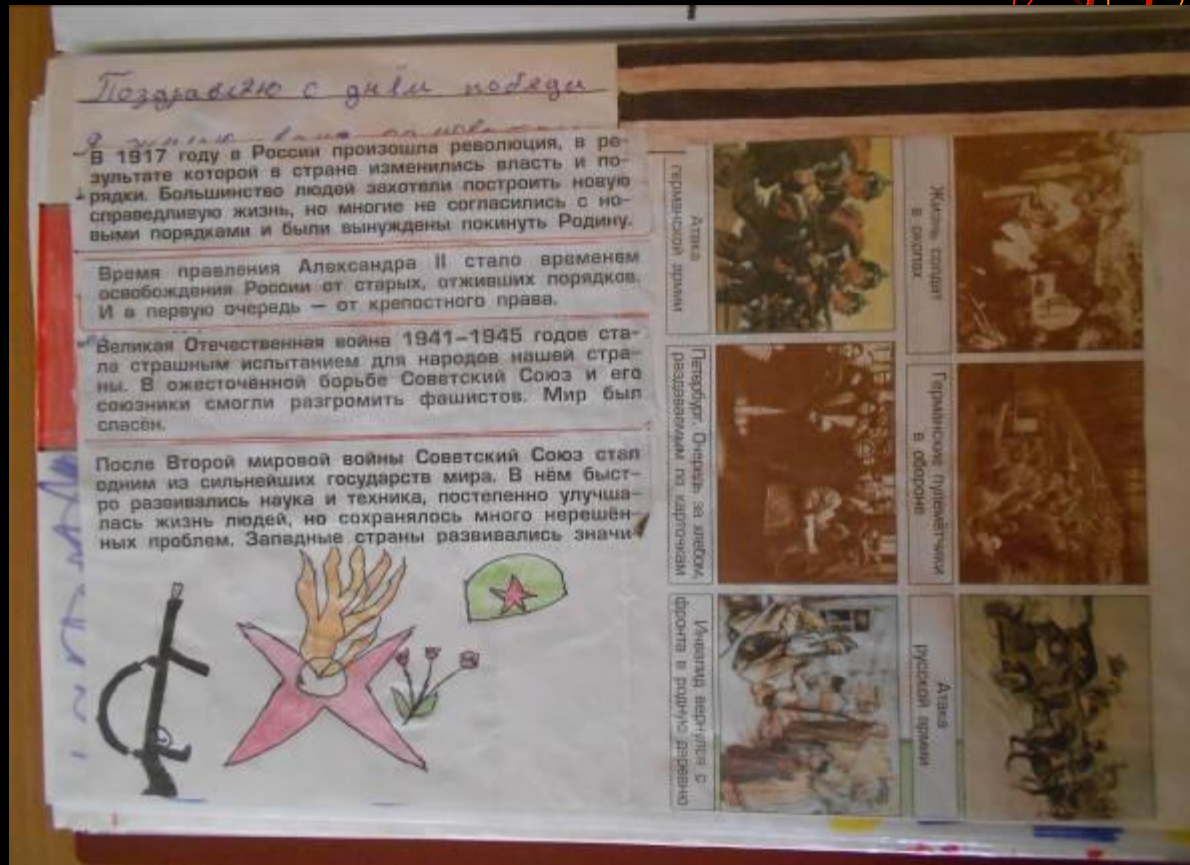 Поздравляю с днём победы
Я желаю
В 1917 году в России произошла революция, в ре-
зультате которой в стране изменились власть и по-
рядки. Большинство людей захотели построить новую
справедливую жизнь, но многие не согласились с но-
выми порядками и были вынуждены покинуть Родину.
Время правления Александра II стало временем
освобождения России от старых, отживших порядков.
И в первую очередь — от крепостного права.
Великая Отечественная война 1941–1945 годов ста-
ла страшным испытанием для народов нашей стра-
ны. В ожесточённой борьбе Советский Союз и его
союзники смогли разгромить фашистов. Мир был
спасён.
После Второй мировой войны Советский Союз стал
одним из сильнейших государств мира. В нём быст-
ро развивались наука и техника, постепенно улучша-
лась жизнь людей, но сохранялось много нерешён-
ных проблем. Западные страны развивались значи-
Жизнь солдат
в окопах
Германские пулемётчики
в обороне
Атака
русской армии
Атака
германской армии
Петербург. Очередь за хлебом,
раздаваемым по карточкам
Инвалид вернулся с
фронта в родную деревню